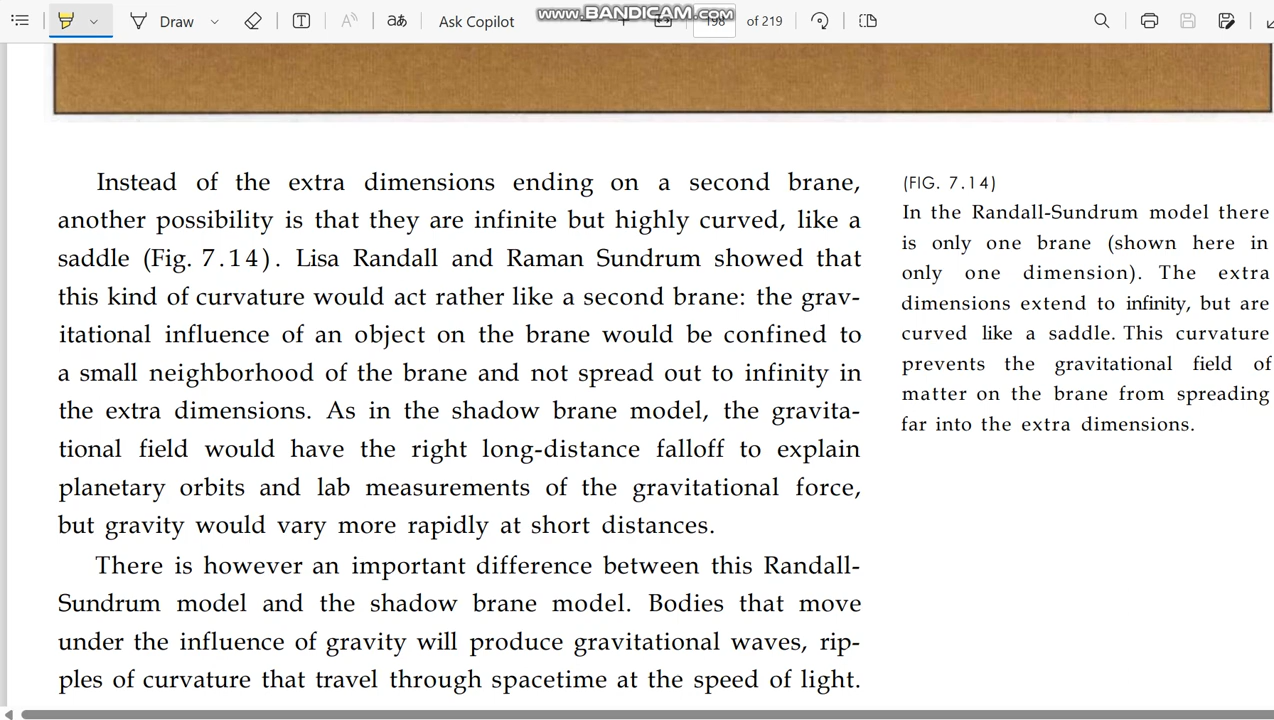 Draw
aあ
Ask Copilot
www.BANDICAM.com
198
of 219
Instead of the extra dimensions ending on a second brane,
another possibility is that they are infinite but highly curved, like a
saddle (Fig. 7.14). Lisa Randall and Raman Sundrum showed that
this kind of curvature would act rather like a second brane: the grav-
itational influence of an object on the brane would be confined to
a small neighborhood of the brane and not spread out to infinity in
the extra dimensions. As in the shadow brane model, the gravita-
tional field would have the right long-distance falloff to explain
planetary orbits and lab measurements of the gravitational force,
but gravity would vary more rapidly at short distances.
There is however an important difference between this Randall-
Sundrum model and the shadow brane model. Bodies that move
under the influence of gravity will produce gravitational waves, rip-
ples of curvature that travel through spacetime at the speed of light.
(FIG. 7.14)
In the Randall-Sundrum model there
is only one brane (shown here in
only one dimension). The extra
dimensions extend to infinity, but are
curved like a saddle. This curvature
prevents the gravitational field of
matter on the brane from spreading
far into the extra dimensions.